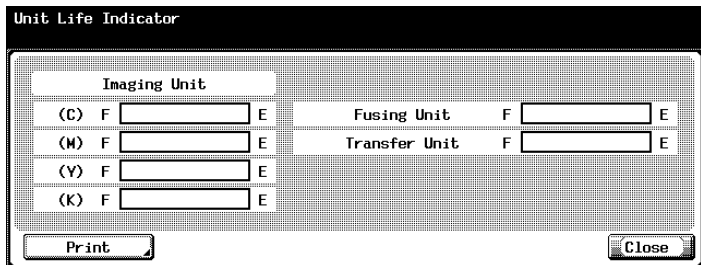 Unit Life Indicator
Imaging Unit
(C) F E Fusing Unit F E
(M) F E Transfer Unit F E
(Y) F E
(K) F E
Print Close